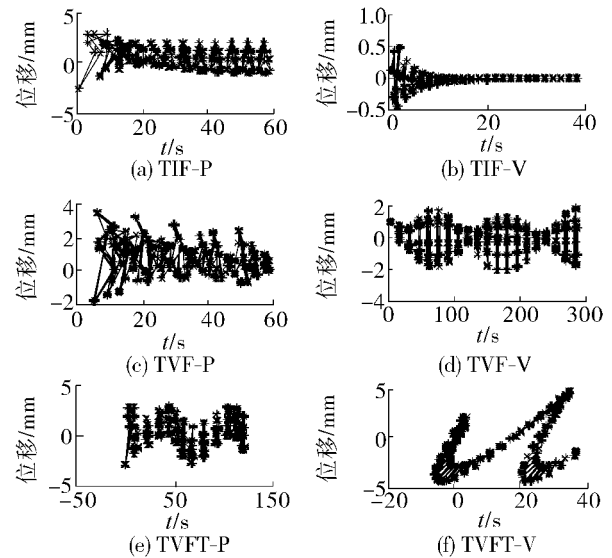 位移/mm
5
0
−5
0
20
40
60
t/s
(a) TIF-P
位移/mm
1.0
0.5
0
0.5
0
20
40
t/s
(b) TIF-V
位移/mm
4
2
0
−2
0
20
40
60
t/s
(c) TVF-P
位移/mm
2
0
−2
−4
0
100
200
300
t/s
(d) TVF-V
位移/mm
5
0
−5
−50
50
150
t/s
(e) TVFT-P
位移/mm
5
0
5
−20
0
20
40
t/s
(f) TVFT-V